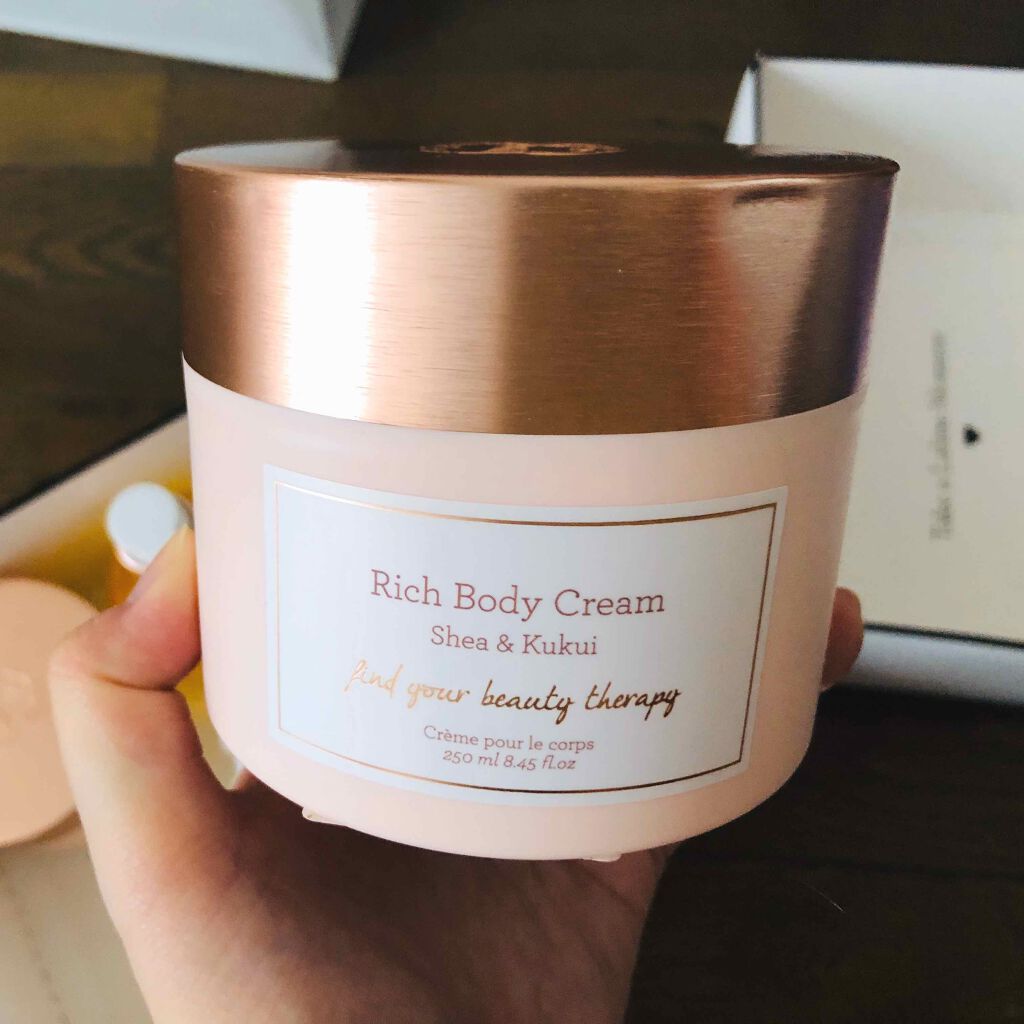 Rich Body Cream
Shea & Kukui
find your beauty therapy
Crème pour le corps
250 ml 8.45 fl.oz